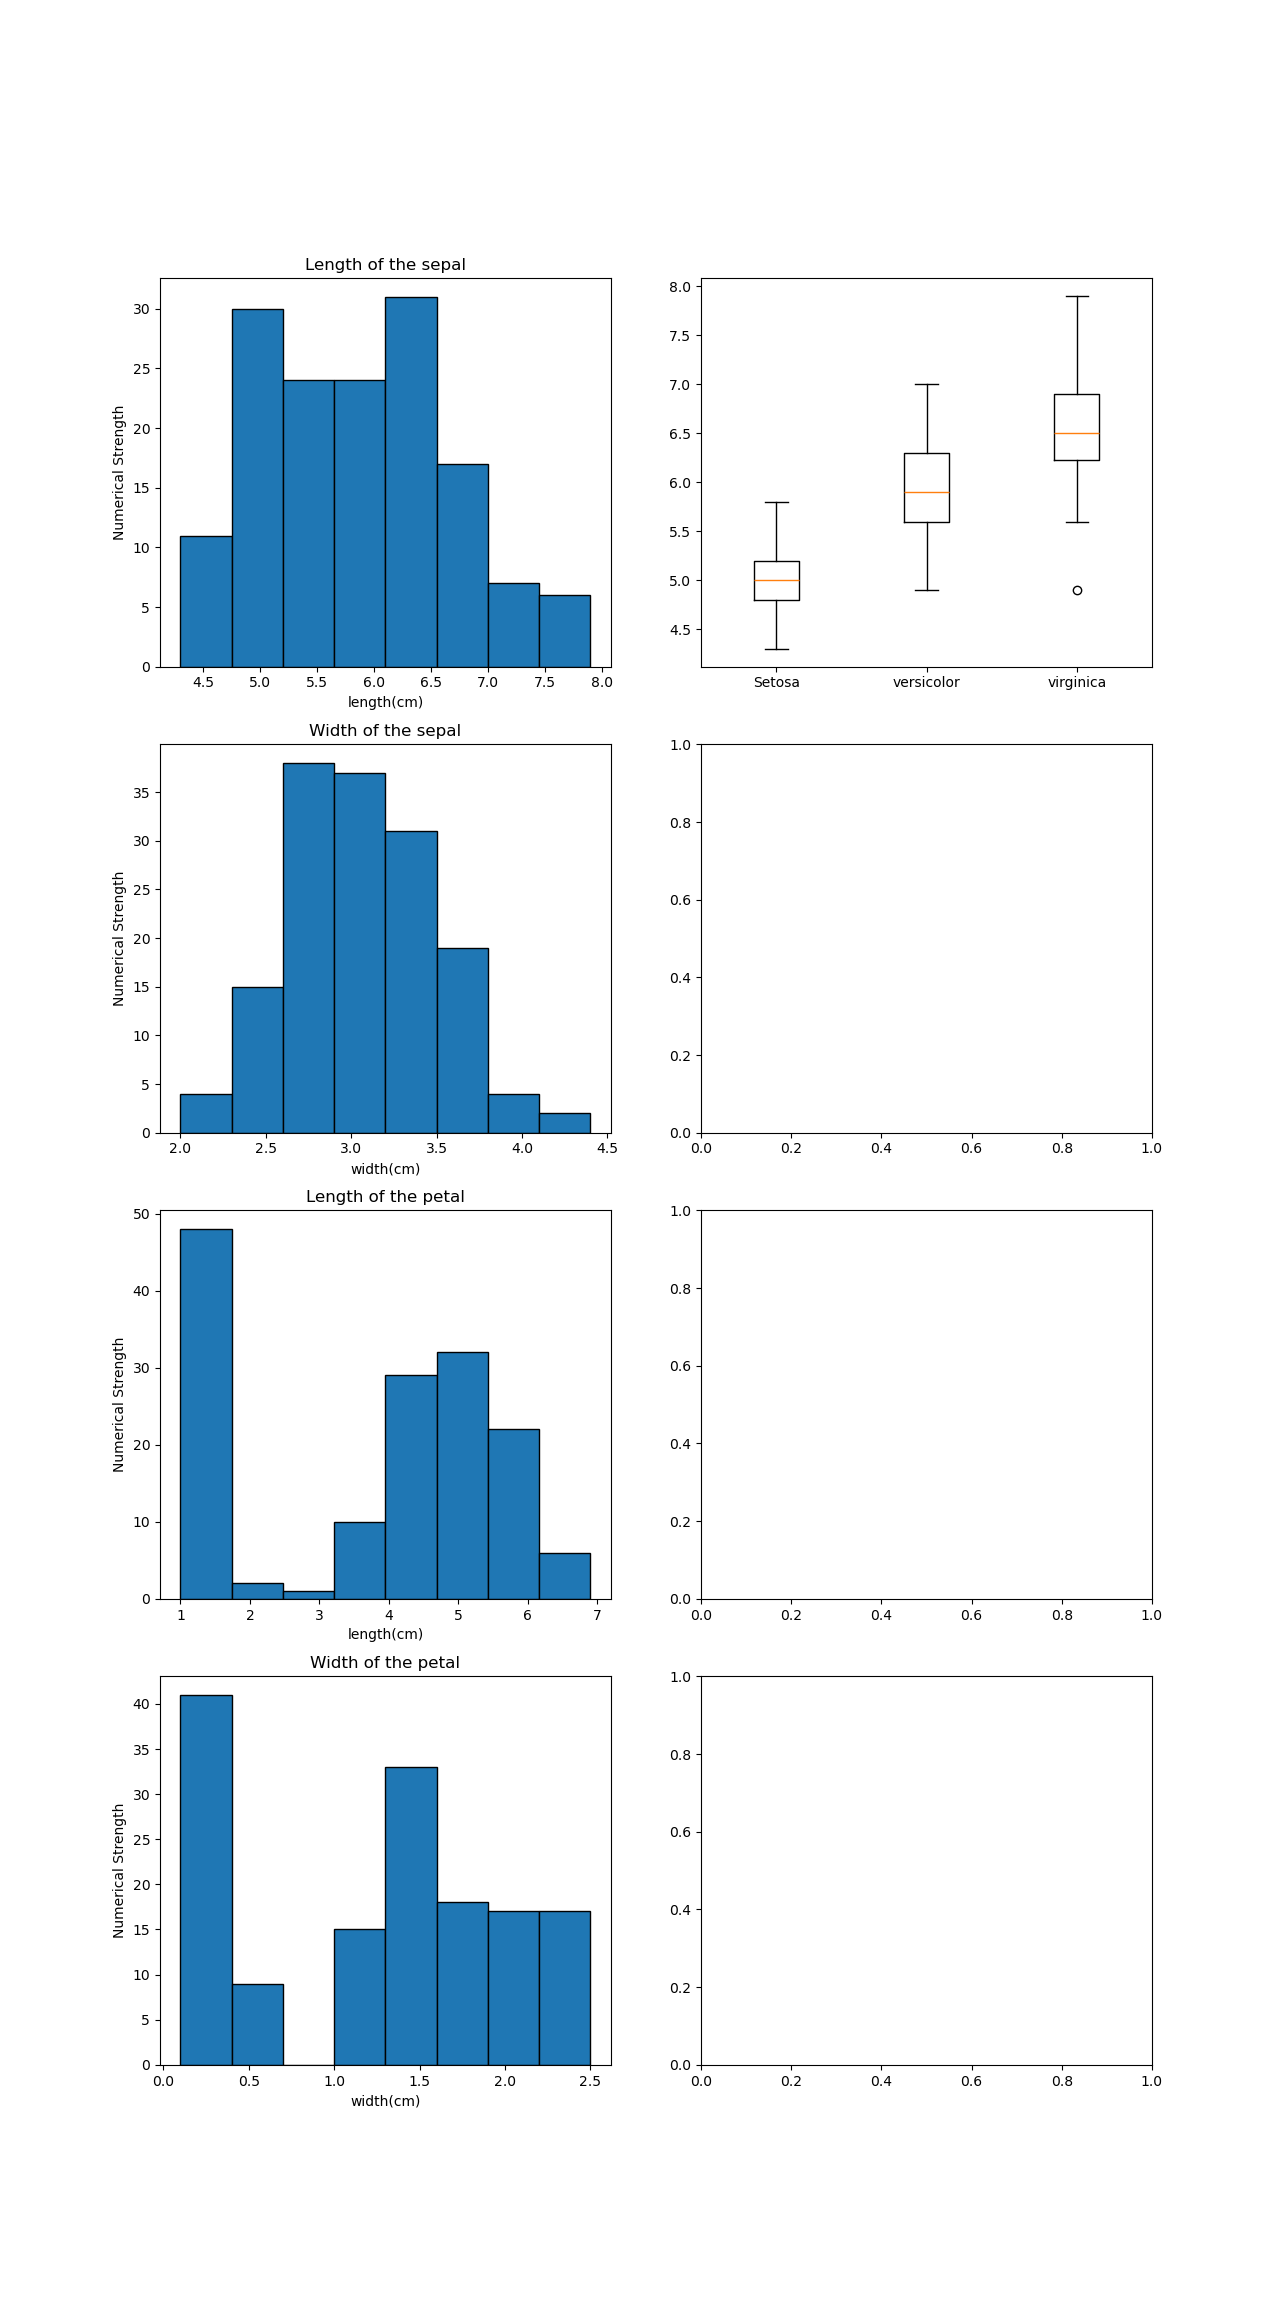 Length of the sepal
30
25
20
15
10
5
0
Numerical Strength
4.5 5.0 5.5 6.0 6.5 7.0 7.5 8.0
length(cm)
8.0
7.5
7.0
6.5
6.0
5.5
5.0
4.5
Setosa versicolor virginica
Width of the sepal
35
30
25
20
15
10
5
0
Numerical Strength
2.0 2.5 3.0 3.5 4.0 4.5
width(cm)
1.0
0.8
0.6
0.4
0.2
0.0
0.0 0.2 0.4 0.6 0.8 1.0
Length of the petal
50
40
30
20
10
0
Numerical Strength
1 2 3 4 5 6 7
length(cm)
1.0
0.8
0.6
0.4
0.2
0.0
0.0 0.2 0.4 0.6 0.8 1.0
Width of the petal
40
35
30
25
20
15
10
5
0
Numerical Strength
0.0 0.5 1.0 1.5 2.0 2.5
width(cm)
1.0
0.8
0.6
0.4
0.2
0.0
0.0 0.2 0.4 0.6 0.8 1.0